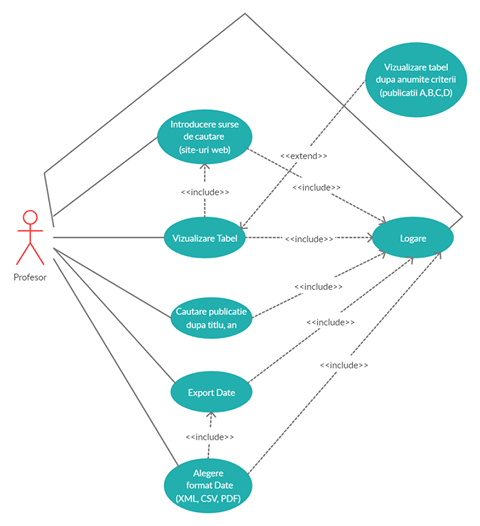 Vizualizare tabel
dupa anumite criterii
(publicatii A,B,C,D)
Introducere surse
de cautare
(site-uri web)
<<extend>>
<<include>>
<<include>>
Profesor
Vizualizare Tabel
<<include>>
Logare
<<include>>
Cautare publicatie
dupa titlu, an
<<include>>
<<include>>
Export Date
<<include>>
Alegere
format Date
(XML, CSV, PDF)